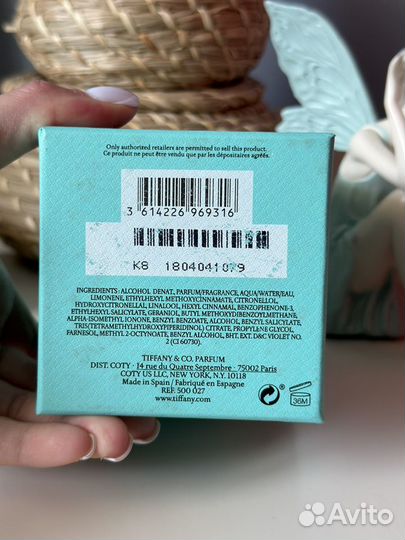 Only authorized retailers are permitted to sell this product.
Ce produit ne peut être vendu que par les dépositaires agréés.
3 614226 969316
K8 1804041079
INGREDIENTS: ALCOHOL DENAT., PARFUM/FRAGRANCE, AQUA/WATER/EAU,
LIMONENE, ETHYLHEXYL METHOXYCINNAMATE, CITRONELLOL,
HYDROXYCITRONELLAL, LINALOOL, HEXYL CINNAMAL, BENZOPHENONE-3,
ETHYLHEXYL SALICYLATE, GERANIOL, BUTYL METHOXYDIBENZOYLMETHANE,
ALPHA-ISOMETHYL IONONE, BENZYL BENZOATE, ALCOHOL, BENZYL SALICYLATE,
TRIS(TETRAMETHYLHYDROXYPIPERIDINOL) CITRATE, PROPYLENE GLYCOL,
FARNESOL, METHYL 2-OCTYNOATE, BENZYL ALCOHOL, BHT, EXT. D&C VIOLET NO.
2 (CI 60730).
TIFFANY & CO. PARFUM
DIST. COTY · 14 rue du Quatre Septembre - 75002 Paris
COTY US LLC, NEW YORK, N.Y. 10118
Made in Spain / Fabriqué en Espagne
REF. 500 027
www.tiffany.com
36M
Avito